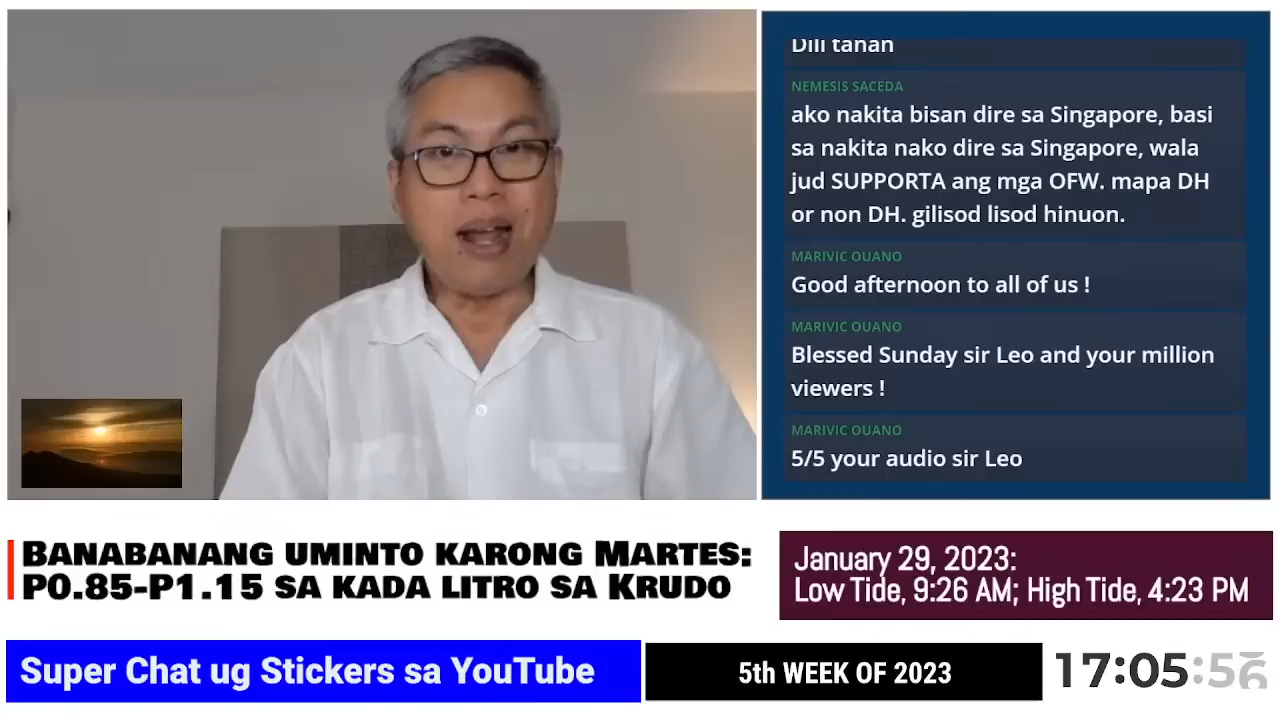 Dili tanan
NEMESIS SACEDA
ako nakita bisan dire sa Singapore, basi
sa nakita nako dire sa Singapore, wala
jud SUPPORTA ang mga OFW. mapa DH
or non DH. gilisod lisod hinuon.
MARIVIC OUANO
Good afternoon to all of us !
MARIVIC OUANO
Blessed Sunday sir Leo and your million
viewers !
MARIVIC OUANO
5/5 your audio sir Leo
BANABANANG UMINTO KARONG MARTES:
P0.85-P1.15 SA KADA LITRO SA KRUDO
January 29, 2023:
Low Tide, 9:26 AM; High Tide, 4:23 PM
Super Chat ug Stickers sa YouTube
5th WEEK OF 2023
17:05:56